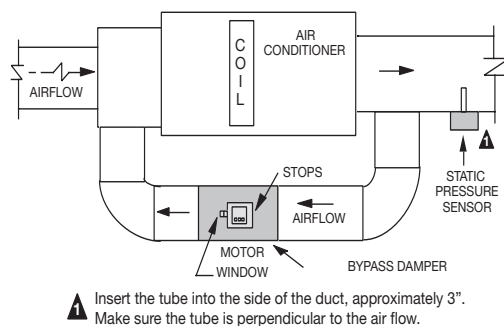 C
O
I
L
AIR
CONDITIONER
AIRFLOW
1
STATIC
PRESSURE
SENSOR
STOPS
AIRFLOW
MOTOR
WINDOW
BYPASS DAMPER
1 Insert the tube into the side of the duct, approximately 3”.
Make sure the tube is perpendicular to the air flow.